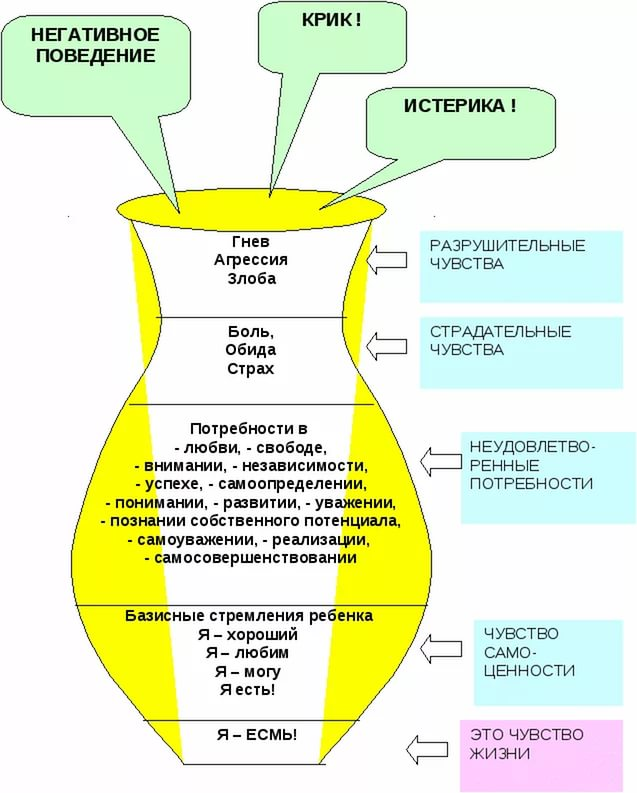 НЕГАТИВНОЕ
ПОВЕДЕНИЕ
КРИК !
ИСТЕРИКА !
Гнев
Агрессия
Злоба
РАЗРУШИТЕЛЬНЫЕ
ЧУВСТВА
Боль,
Обида
Страх
СТРАДАТЕЛЬНЫЕ
ЧУВСТВА
Потребности в
- любви, - свободе,
- внимании, - независимости,
- успехе, - самоопределении,
- понимании, - развитии, - уважении,
- познании собственного потенциала,
- самоуважении, - реализации,
- самосовершенствовании
НЕУДОВЛЕТВО-
РЕННЫЕ
ПОТРЕБНОСТИ
Базисные стремления ребенка
Я – хороший
Я – любим
Я – могу
Я есть!
ЧУВСТВО
САМО-
ЦЕННОСТИ
Я – ЕСМЬ!
ЭТО ЧУВСТВО
ЖИЗНИ